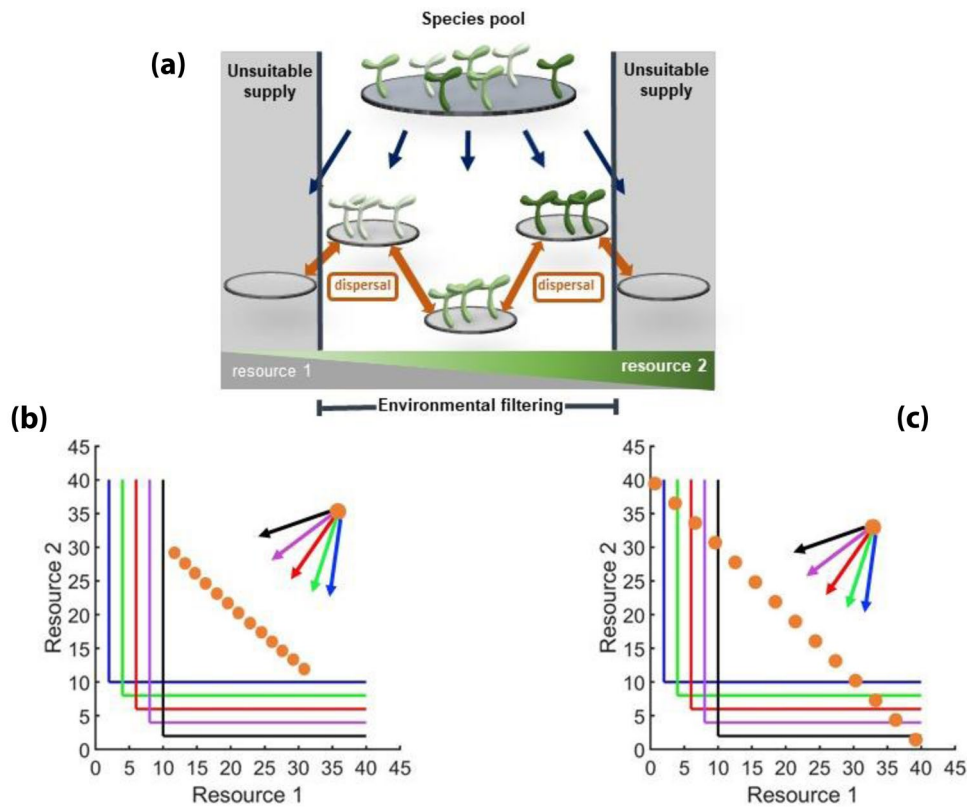 Species pool
(a)
Unsuitable supply
Unsuitable supply
dispersal
dispersal
resource 1
resource 2
Environmental filtering
(b)
(c)
45
40
35
30
25
20
15
10
5
0
Resource 2
0 5 10 15 20 25 30 35 40 45
Resource 1
45
40
35
30
25
20
15
10
5
0
Resource 2
0 5 10 15 20 25 30 35 40 45
Resource 1